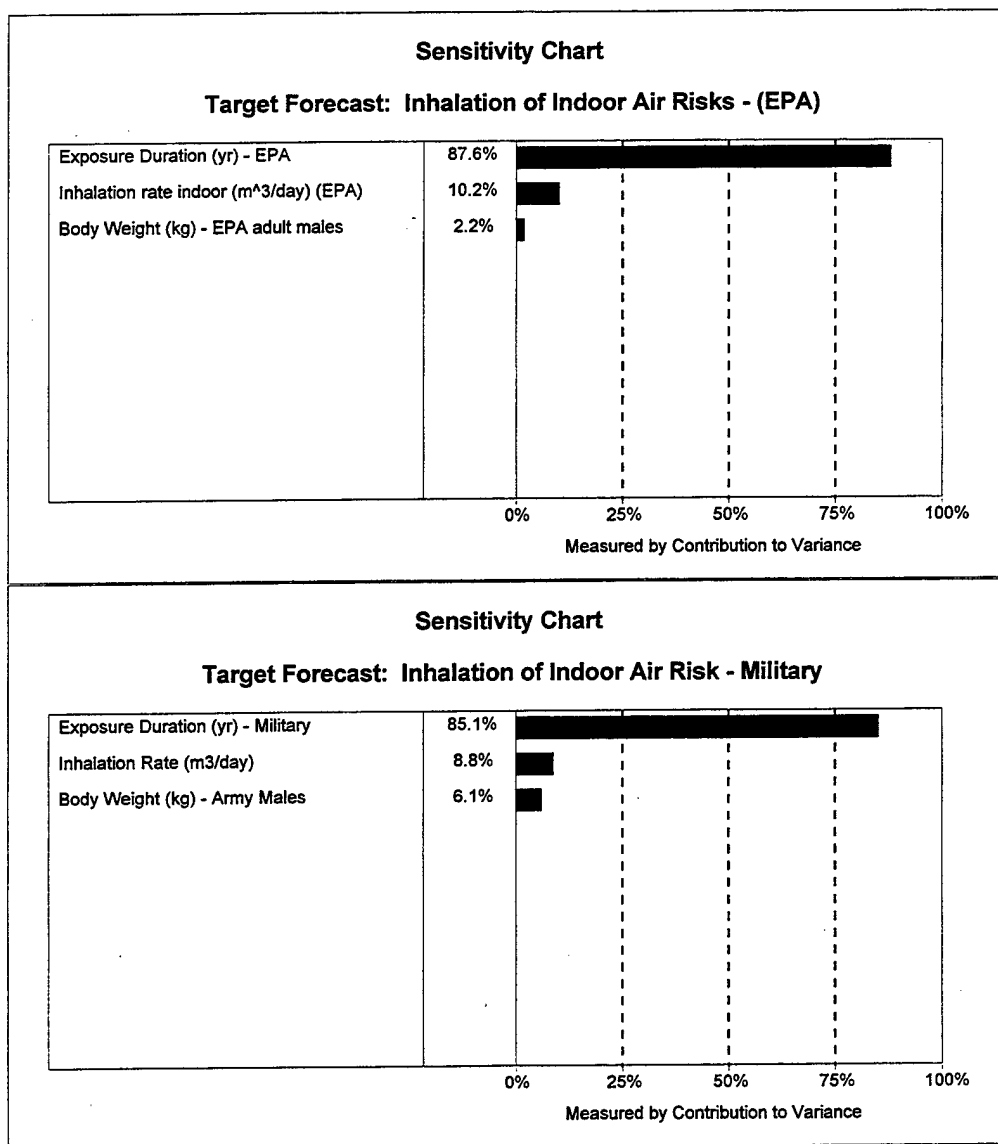 Sensitivity Chart
Target Forecast: Inhalation of Indoor Air Risks - (EPA)
Exposure Duration (yr) - EPA 87.6%
Inhalation rate indoor (m^3/day) (EPA) 10.2%
Body Weight (kg) - EPA adult males 2.2%
0% 25% 50% 75% 100%
Measured by Contribution to Variance
Sensitivity Chart
Target Forecast: Inhalation of Indoor Air Risk - Military
Exposure Duration (yr) - Military 85.1%
Inhalation Rate (m3/day) 8.8%
Body Weight (kg) - Army Males 6.1%
0% 25% 50% 75% 100%
Measured by Contribution to Variance